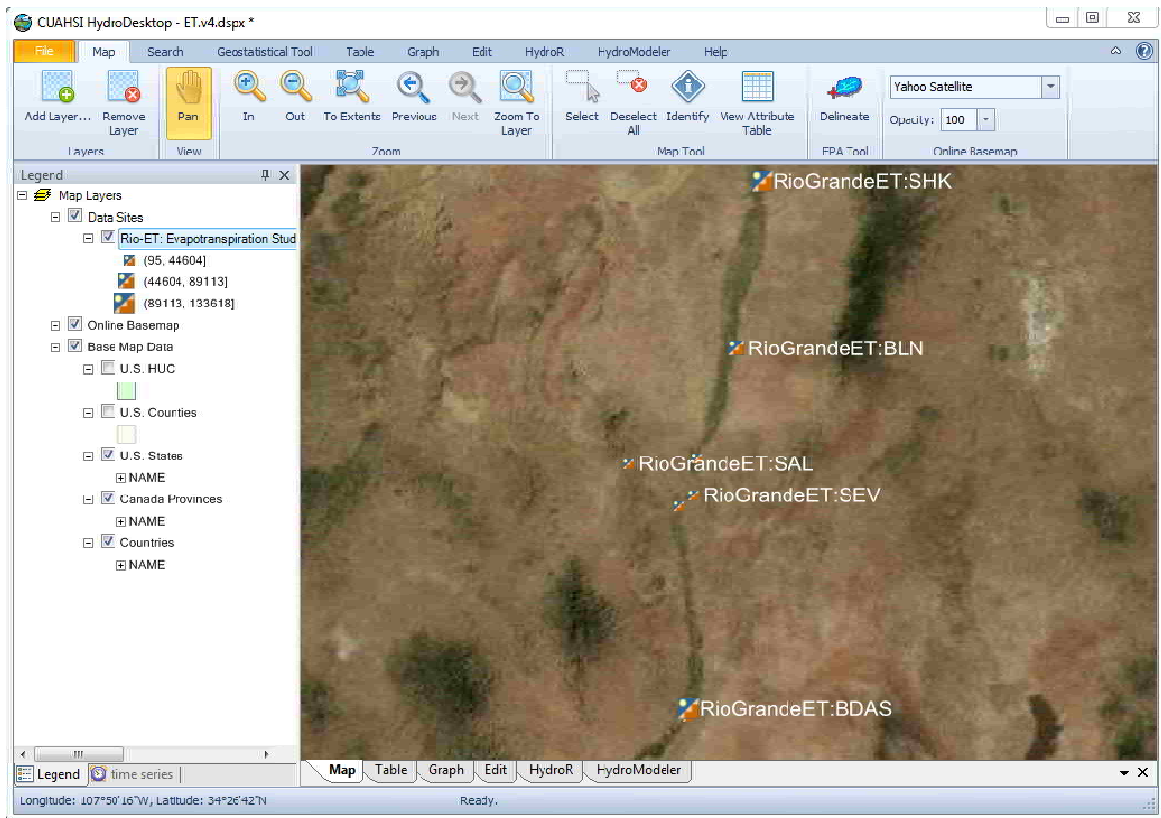 CUAHSI HydroDesktop - ET.v4.dspx *
File Map Search Geostatistical Tool Table Graph Edit HydroR HydroModeler Help
Add Layer... Remove Layer Pan In Out To Extents Previous Next Zoom To Layer Select Deselect All Identify View Attribute Table Delineate
Yahoo Satellite
Opacity: 100
Layers View Zoom Map Tool EPA Tool Online Basemap
Legend
Map Layers
Data Sites
Rio-ET: Evapotranspiration Stud
(95, 44604]
(44604, 89113]
(89113, 133618]
Online Basemap
Base Map Data
U.S. HUC
U.S. Counties
U.S. States
NAME
Canada Provinces
NAME
Countries
NAME
RioGrandeET:SHK
RioGrandeET:BLN
RioGrandeET:SAL
RioGrandeET:SEV
RioGrandeET:BDAS
Legend time series
Map Table Graph Edit HydroR HydroModeler
Longitude: 107°50'16"W, Latitude: 34°26'42"N Ready.